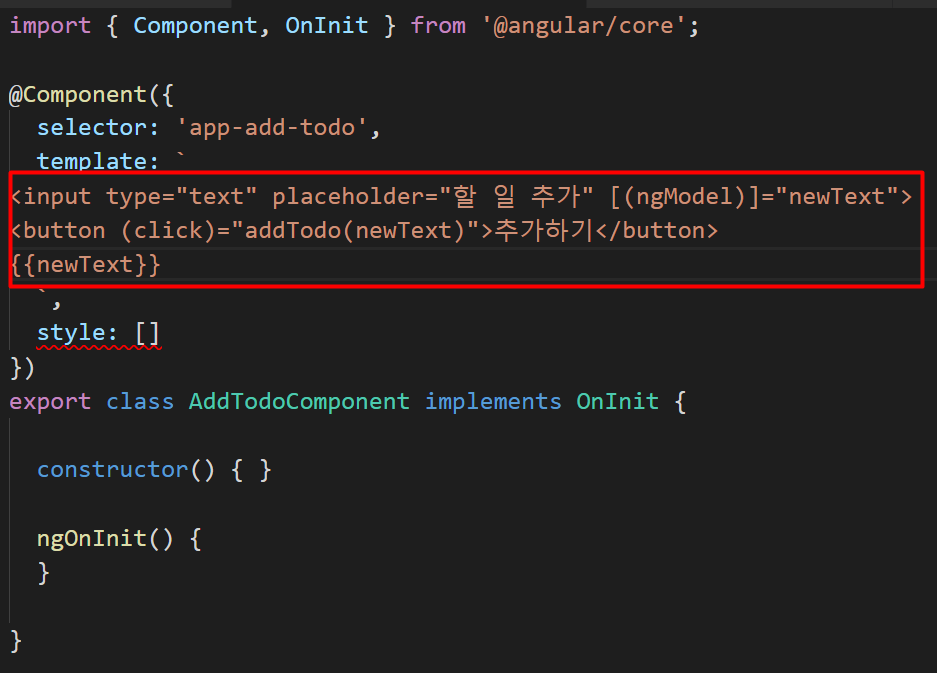 import { Component, OnInit } from '@angular/core';
@Component({
selector: 'app-add-todo',
template: `
<input type="text" placeholder="할 일 추가" [(ngModel)]="newText">
<button (click)="addTodo(newText)">추가하기</button>
{{newText}}
`,
style: []
})
export class AddTodoComponent implements OnInit {
constructor() { }
ngOnInit() {
}
}